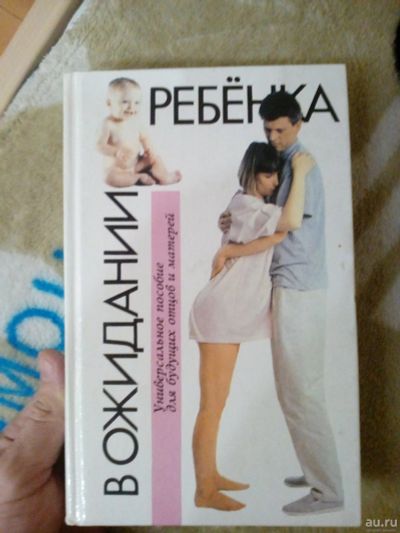 В ОЖИДАНИИ
РЕБЁНКА
Универсальное пособие
для будущих отцов и матерей
au.ru